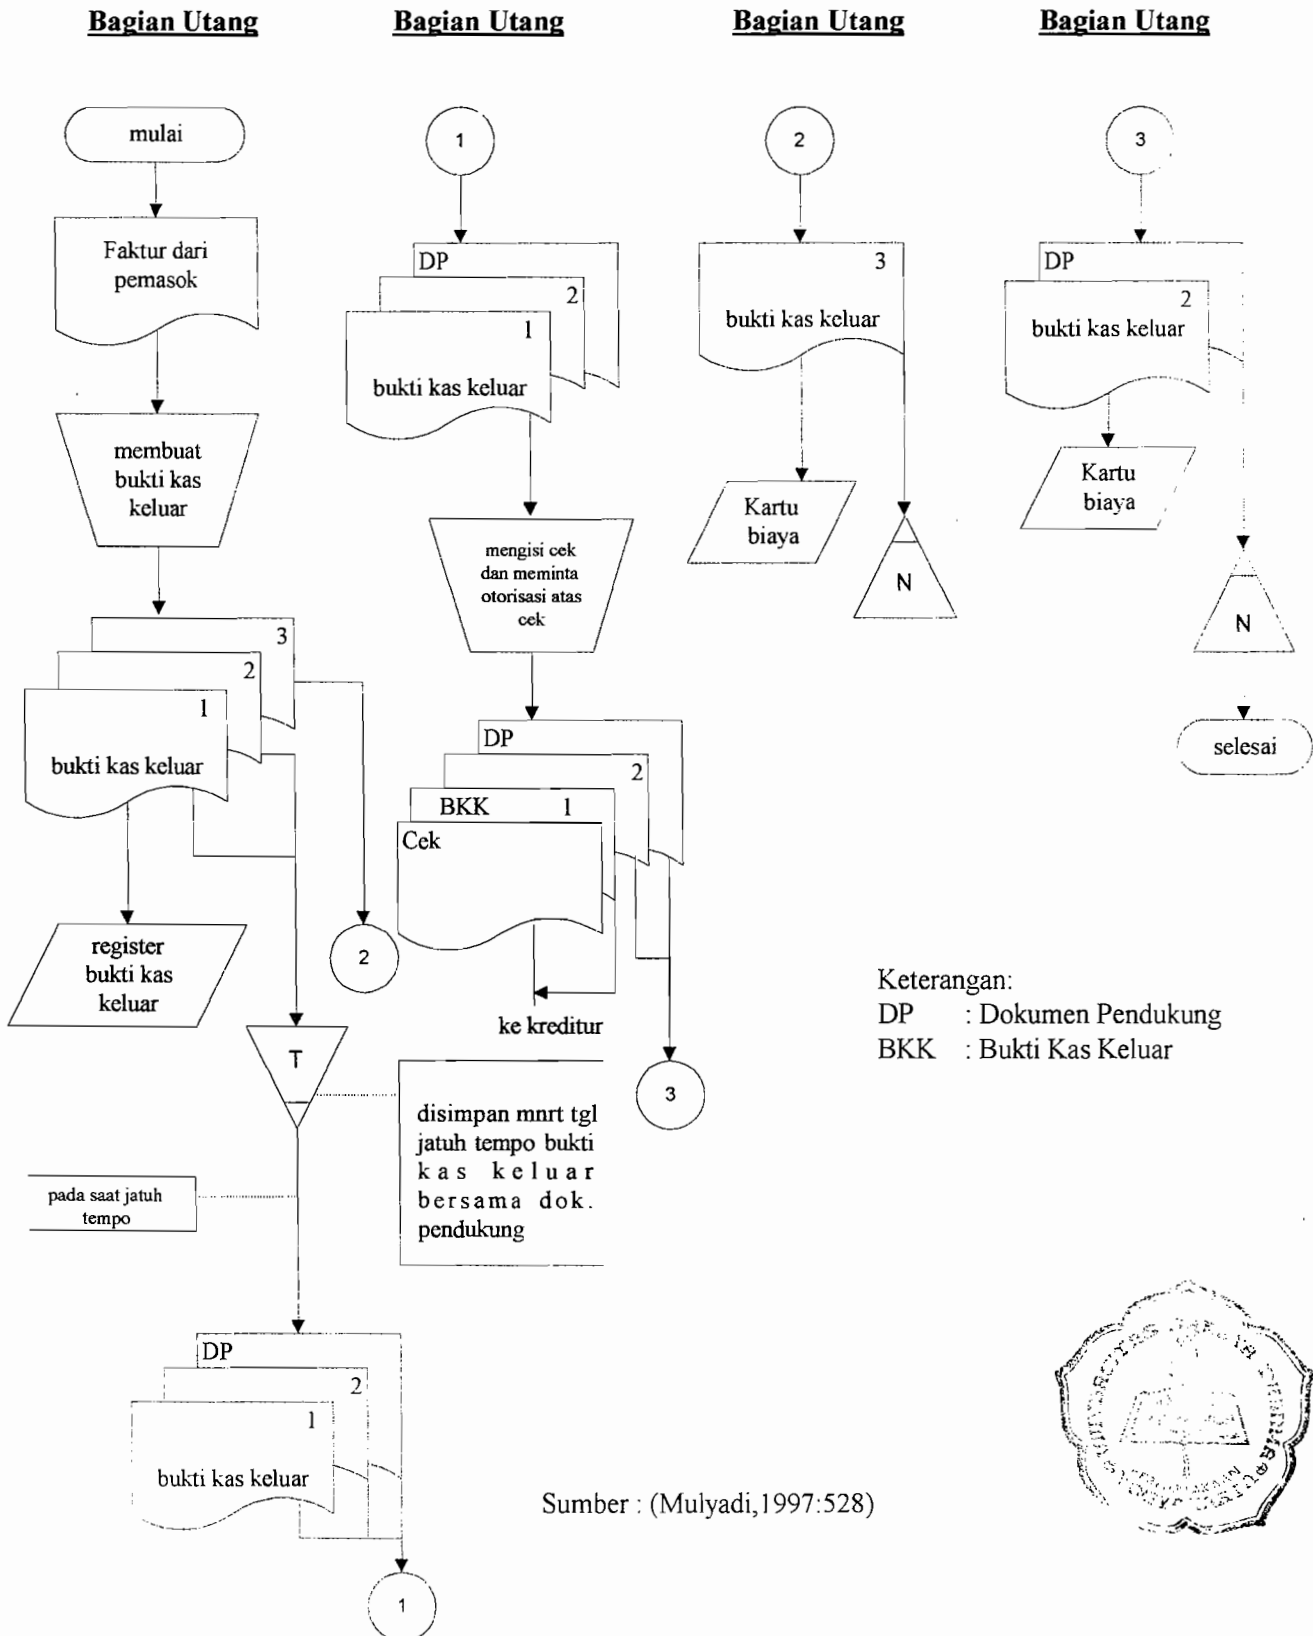 Bagian Utang
mulai
Faktur dari
pemasok
membuat
bukti kas
keluar
3
2
1
bukti kas keluar
register
bukti kas
keluar
2
T
disimpan mnrt tgl
jatuh tempo bukti
kas keluar
bersama dok.
pendukung
pada saat jatuh
tempo
DP
2
1
bukti kas keluar
1
Bagian Utang
1
DP
2
1
bukti kas keluar
mengisi cek
dan meminta
otorisasi atas
cek
DP
2
BKK 1
Cek
ke kreditur
3
Bagian Utang
2
3
bukti kas keluar
Kartu
biaya
N
Bagian Utang
3
DP
2
bukti kas keluar
Kartu
biaya
N
selesai
Keterangan:
DP : Dokumen Pendukung
BKK : Bukti Kas Keluar
Sumber : (Mulyadi,1997:528)